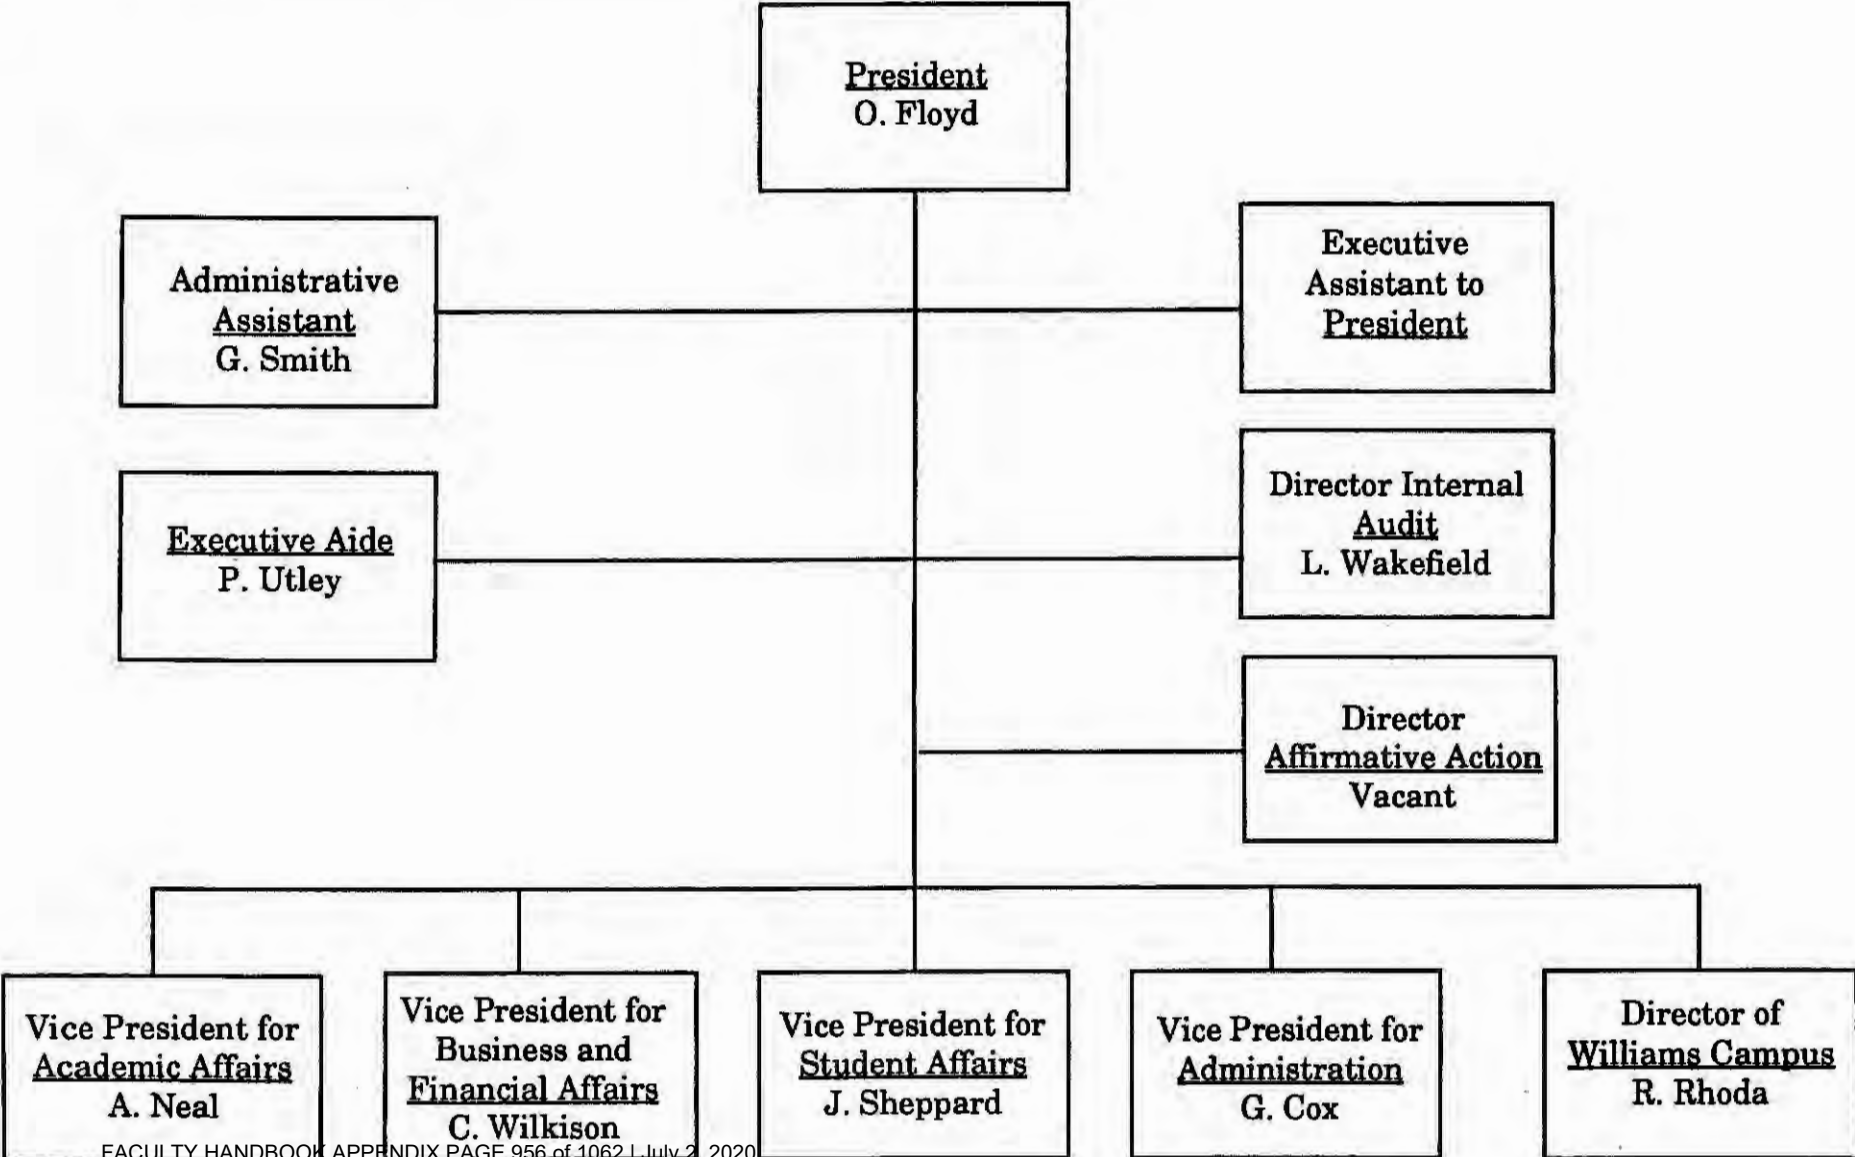 President
O. Floyd
Administrative
Assistant
G. Smith
Executive
Assistant to
President
Executive Aide
P. Utley
Director Internal
Audit
L. Wakefield
Director
Affirmative Action
Vacant
Vice President for
Academic Affairs
A. Neal
Vice President for
Business and
Financial Affairs
C. Wilkison
Vice President for
Student Affairs
J. Sheppard
Vice President for
Administration
G. Cox
Director of
Williams Campus
R. Rhoda
FACULTY HANDBOOK APPENDIX PAGE 956 of 1062 | July 2, 2020